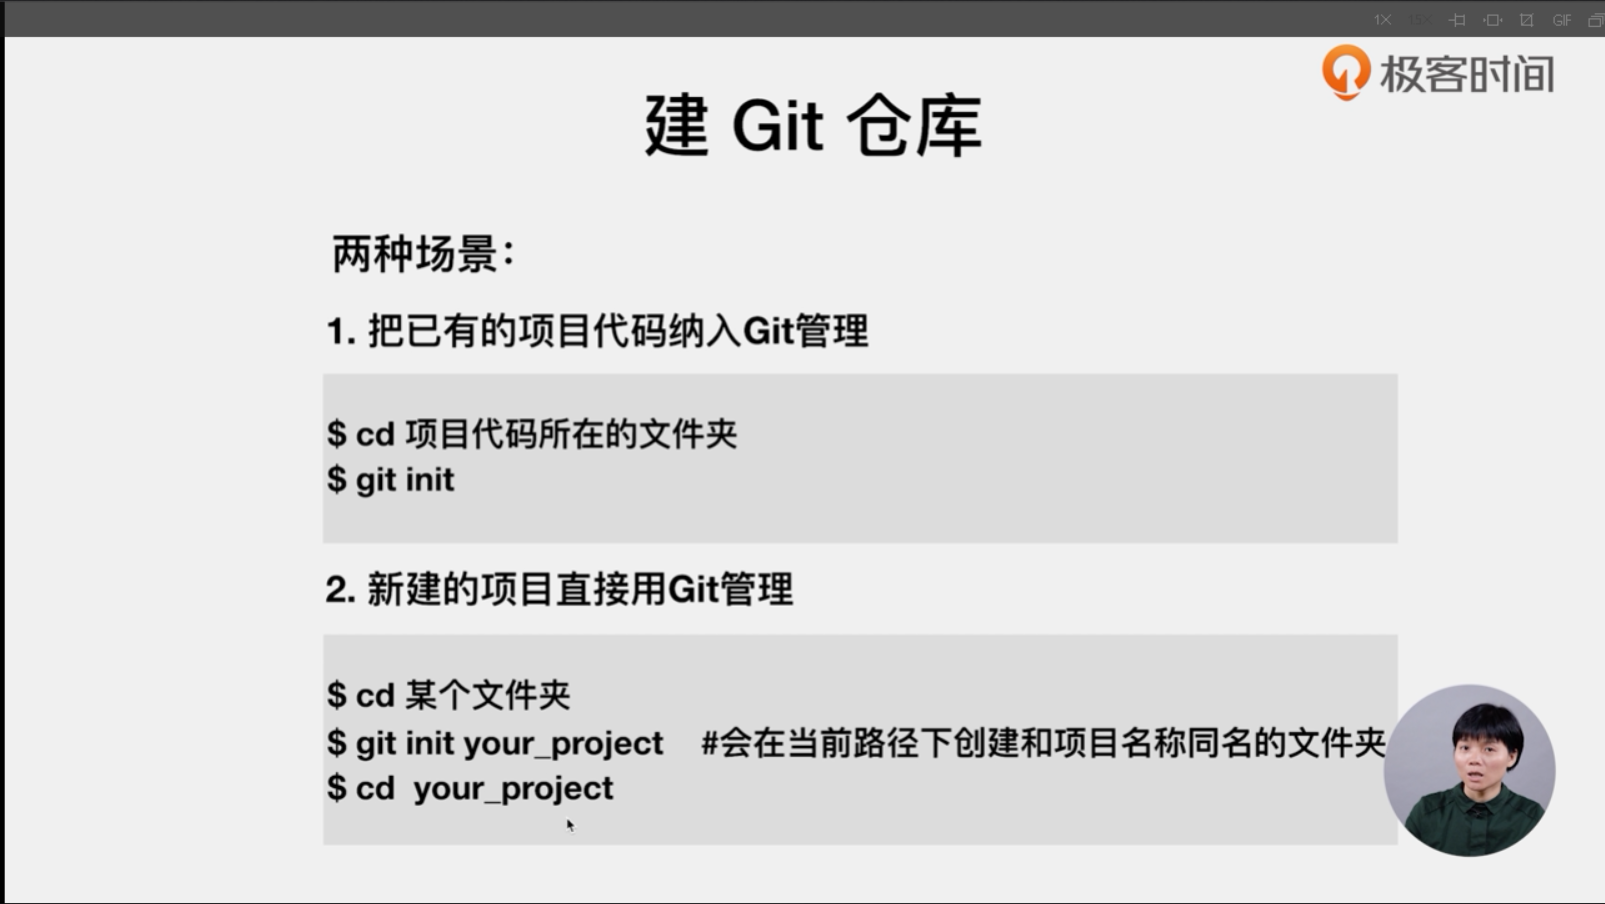 1X 15X GIF
极客时间
建 Git 仓库
两种场景：
1. 把已有的项目代码纳入Git管理
$ cd 项目代码所在的文件夹
$ git init
2. 新建的项目直接用Git管理
$ cd 某个文件夹
$ git init your_project #会在当前路径下创建和项目名称同名的文件夹
$ cd your_project